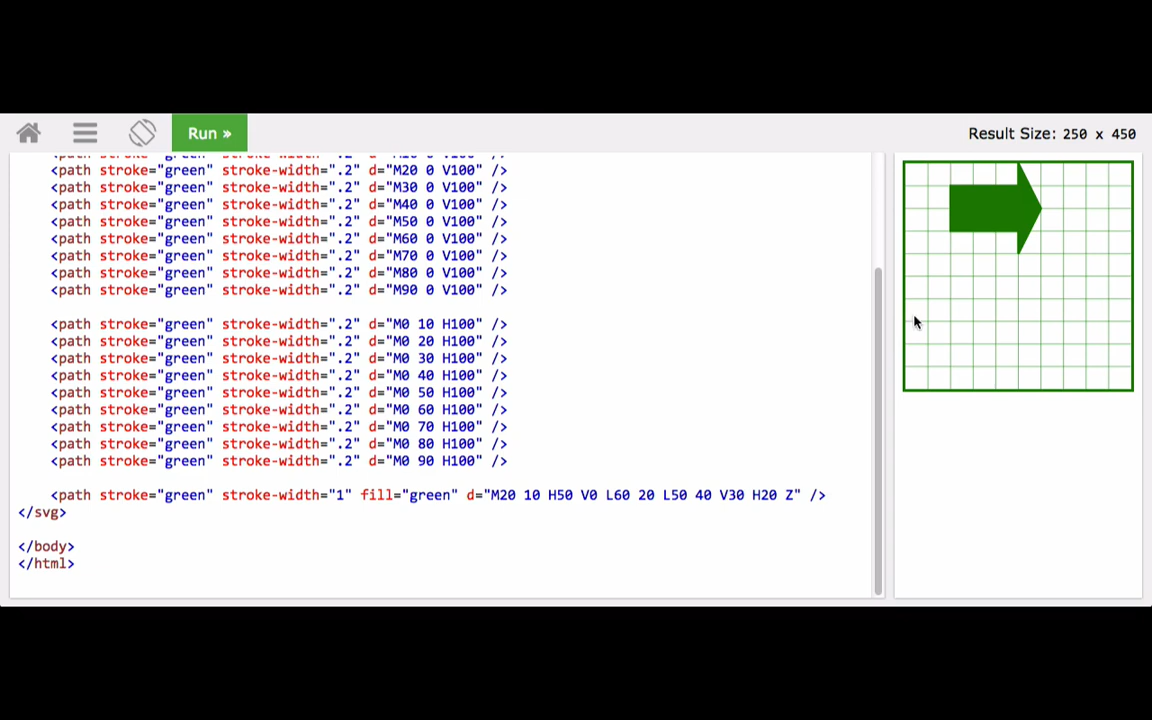 Run »
Result Size: 250 x 450
<path stroke="green" stroke-width=".2" d="M20 0 V100" />
<path stroke="green" stroke-width=".2" d="M30 0 V100" />
<path stroke="green" stroke-width=".2" d="M40 0 V100" />
<path stroke="green" stroke-width=".2" d="M50 0 V100" />
<path stroke="green" stroke-width=".2" d="M60 0 V100" />
<path stroke="green" stroke-width=".2" d="M70 0 V100" />
<path stroke="green" stroke-width=".2" d="M80 0 V100" />
<path stroke="green" stroke-width=".2" d="M90 0 V100" />
<path stroke="green" stroke-width=".2" d="M0 10 H100" />
<path stroke="green" stroke-width=".2" d="M0 20 H100" />
<path stroke="green" stroke-width=".2" d="M0 30 H100" />
<path stroke="green" stroke-width=".2" d="M0 40 H100" />
<path stroke="green" stroke-width=".2" d="M0 50 H100" />
<path stroke="green" stroke-width=".2" d="M0 60 H100" />
<path stroke="green" stroke-width=".2" d="M0 70 H100" />
<path stroke="green" stroke-width=".2" d="M0 80 H100" />
<path stroke="green" stroke-width=".2" d="M0 90 H100" />
<path stroke="green" stroke-width="1" fill="green" d="M20 10 H50 V0 L60 20 L50 40 V30 H20 Z" />
</svg>
</body>
</html>